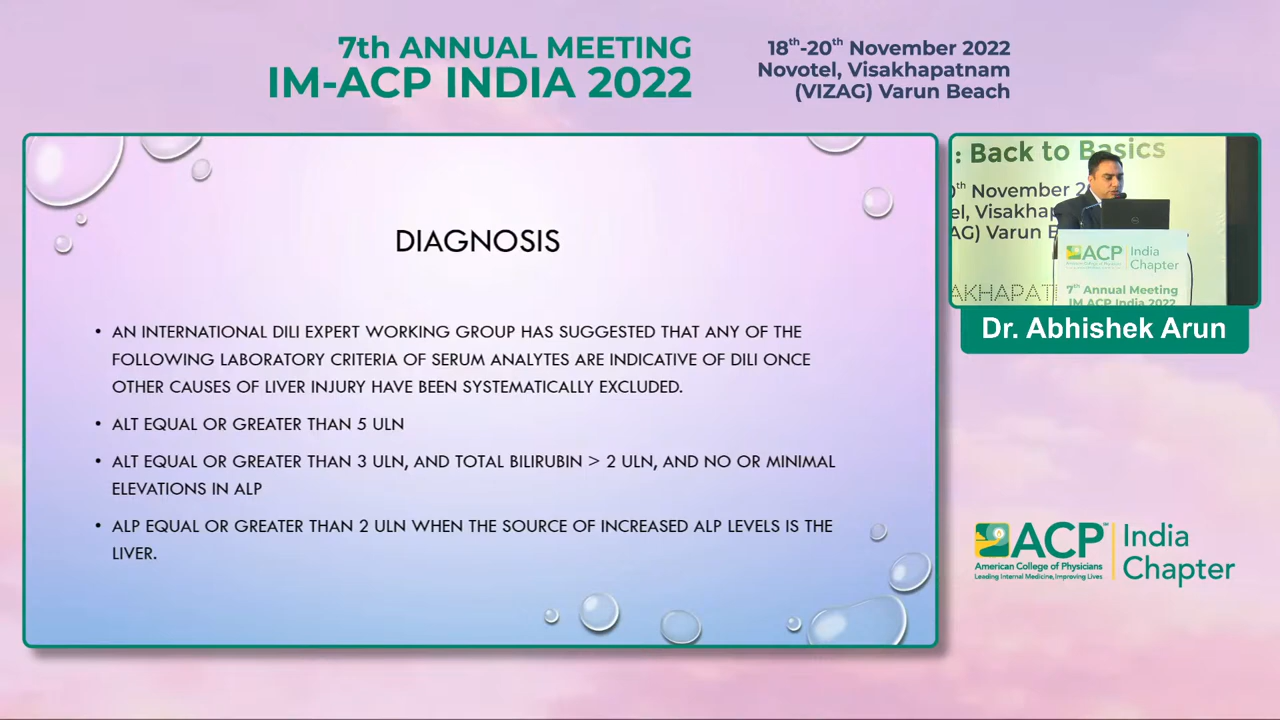 7th ANNUAL MEETING
IM-ACP INDIA 2022
18th-20th November 2022
Novotel, Visakhapatnam
(VIZAG) Varun Beach
DIAGNOSIS
• AN INTERNATIONAL DILI EXPERT WORKING GROUP HAS SUGGESTED THAT ANY OF THE
FOLLOWING LABORATORY CRITERIA OF SERUM ANALYTES ARE INDICATIVE OF DILI ONCE
OTHER CAUSES OF LIVER INJURY HAVE BEEN SYSTEMATICALLY EXCLUDED.
• ALT EQUAL OR GREATER THAN 5 ULN
• ALT EQUAL OR GREATER THAN 3 ULN, AND TOTAL BILIRUBIN > 2 ULN, AND NO OR MINIMAL
ELEVATIONS IN ALP
• ALP EQUAL OR GREATER THAN 2 ULN WHEN THE SOURCE OF INCREASED ALP LEVELS IS THE
LIVER.
: Back to Basics
0th November 2
el, Visakhap
AG) Varun B
AKHAPAT
ACP India
Chapter
7th Annual Meeting
IM ACP India 2022
Dr. Abhishek Arun
ACP™ India
American College of Physicians
Leading Internal Medicine, Improving Lives
Chapter